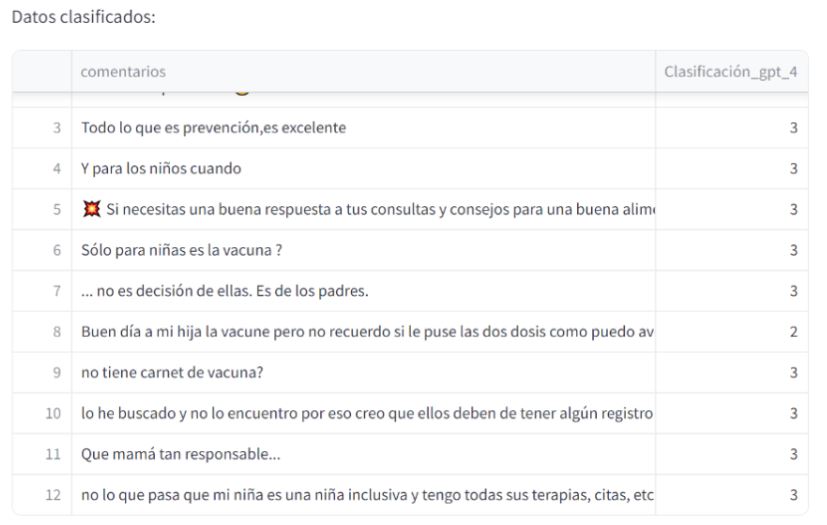 Datos clasificados:
comentarios Clasificación_gpt_4
3 Todo lo que es prevención,es excelente 3
4 Y para los niños cuando 3
5 💥 Si necesitas una buena respuesta a tus consultas y consejos para una buena alim 3
6 Sólo para niñas es la vacuna ? 3
7 ... no es decisión de ellas. Es de los padres. 3
8 Buen día a mi hija la vacune pero no recuerdo si le puse las dos dosis como puedo av 2
9 no tiene carnet de vacuna? 3
10 lo he buscado y no lo encuentro por eso creo que ellos deben de tener algún registro 3
11 Que mamá tan responsable... 3
12 no lo que pasa que mi niña es una niña inclusiva y tengo todas sus terapias, citas, etc 3